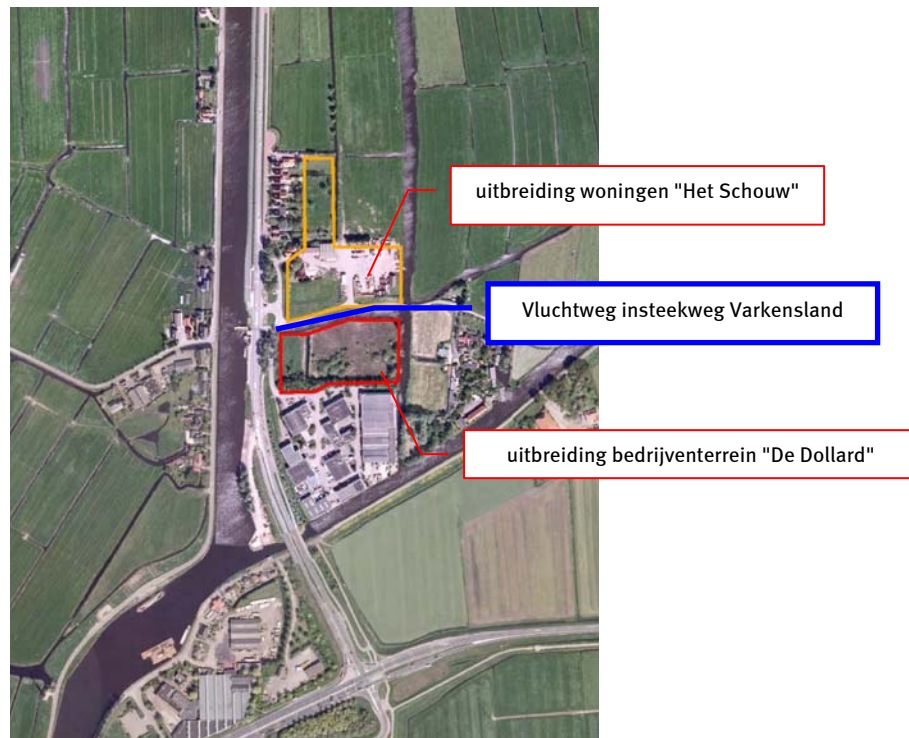 uitbreiding woningen "Het Schouw"
Vluchtweg insteekweg Varkensland
uitbreiding bedrijventerrein "De Dollard"